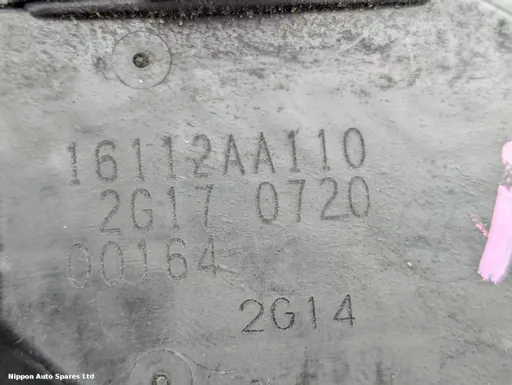 16112AA110
2G17 0720
00164
2G14
Nippon Auto Spares Ltd